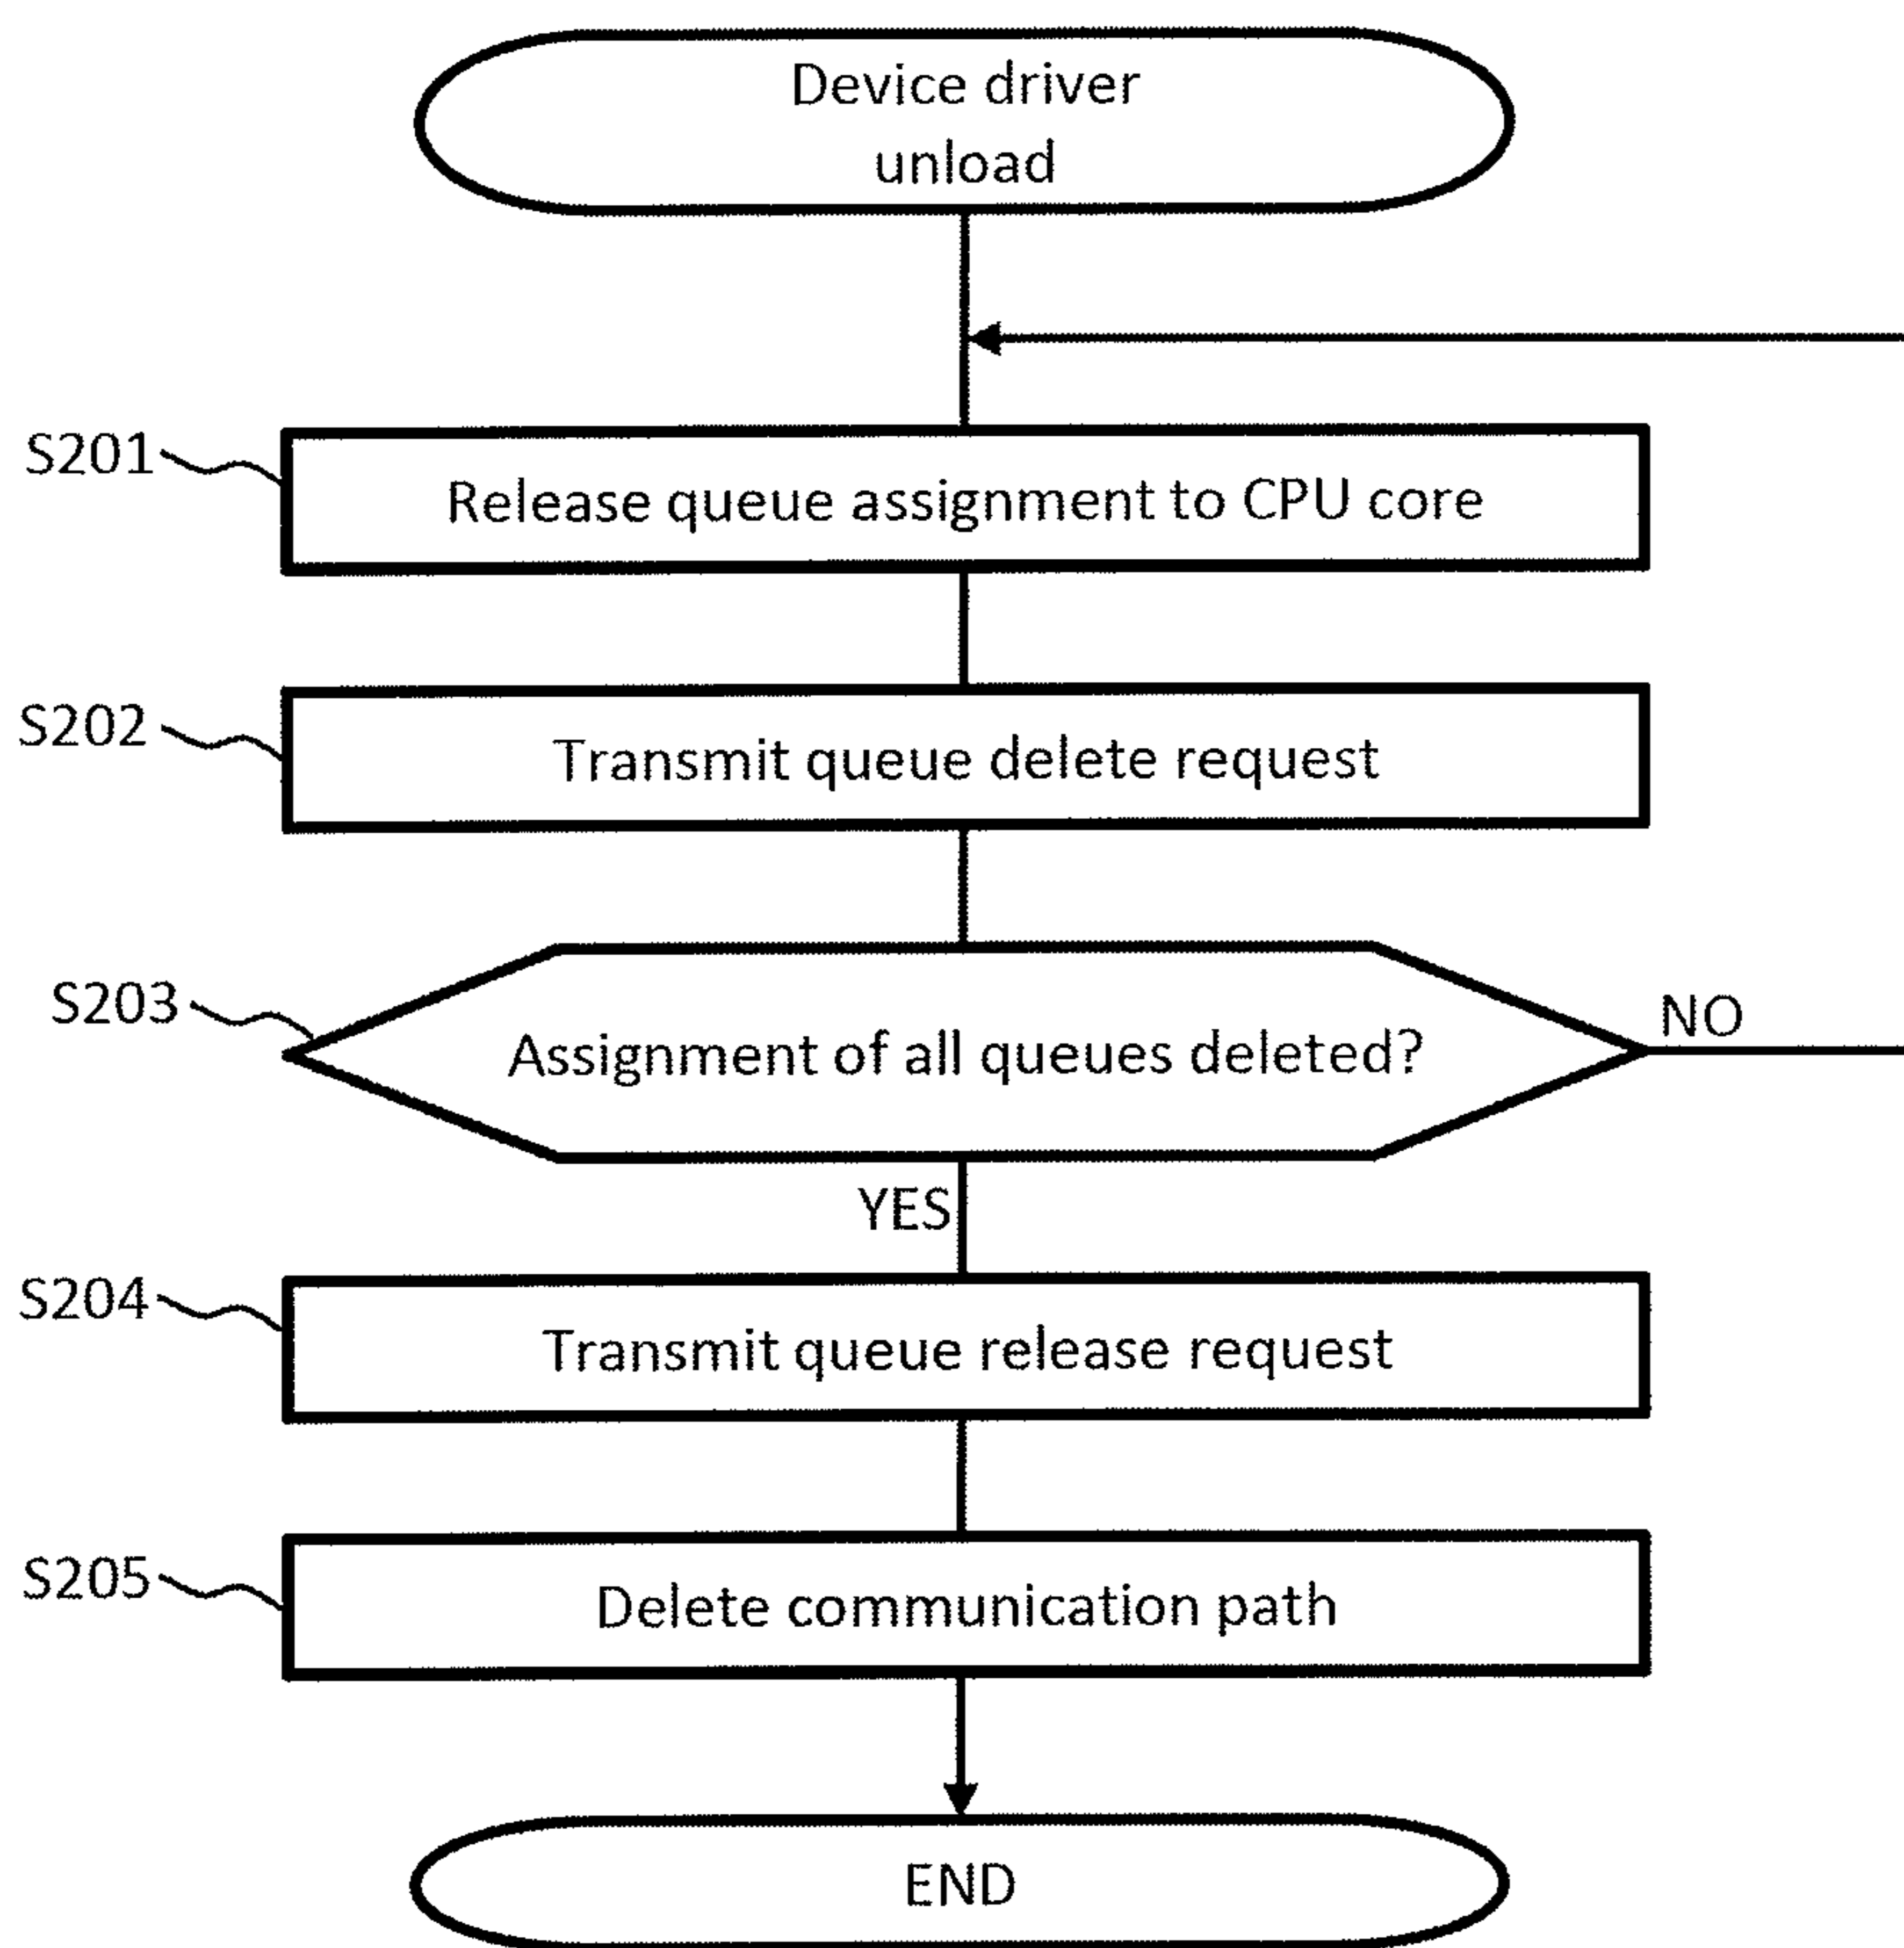 Device driver
unload
S201
Release queue assignment to CPU core
S202
Transmit queue delete request
S203
Assignment of all queues deleted?
NO
YES
S204
Transmit queue release request
S205
Delete communication path
END